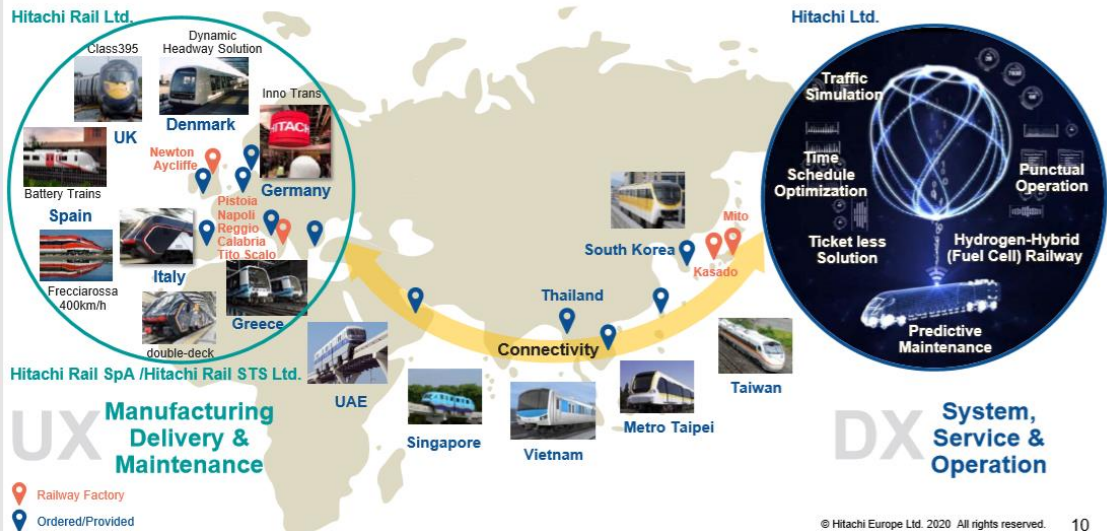 Hitachi Rail Ltd.
Class395
Dynamic
Headway Solution
Inno Trans
HITACHI
UK
Denmark
Newton
Aycliffe
Germany
Battery Trains
Spain
Pistoia
Napoli
Reggio
Calabria
Tito Scalo
Italy
Frecciarossa
400km/h
Greece
double-deck
Hitachi Rail SpA /Hitachi Rail STS Ltd.
UX
Manufacturing
Delivery &
Maintenance
Railway Factory
Ordered/Provided
UAE
Singapore
Vietnam
Metro Taipei
Taiwan
Connectivity
Thailand
South Korea
Mito
Kasado
Hitachi Ltd.
Traffic
Simulation
Time
Schedule
Optimization
Punctual
Operation
Ticket less
Solution
Hydrogen-Hybrid
(Fuel Cell) Railway
Predictive
Maintenance
DX
System,
Service &
Operation
© Hitachi Europe Ltd. 2020 All rights reserved.
10